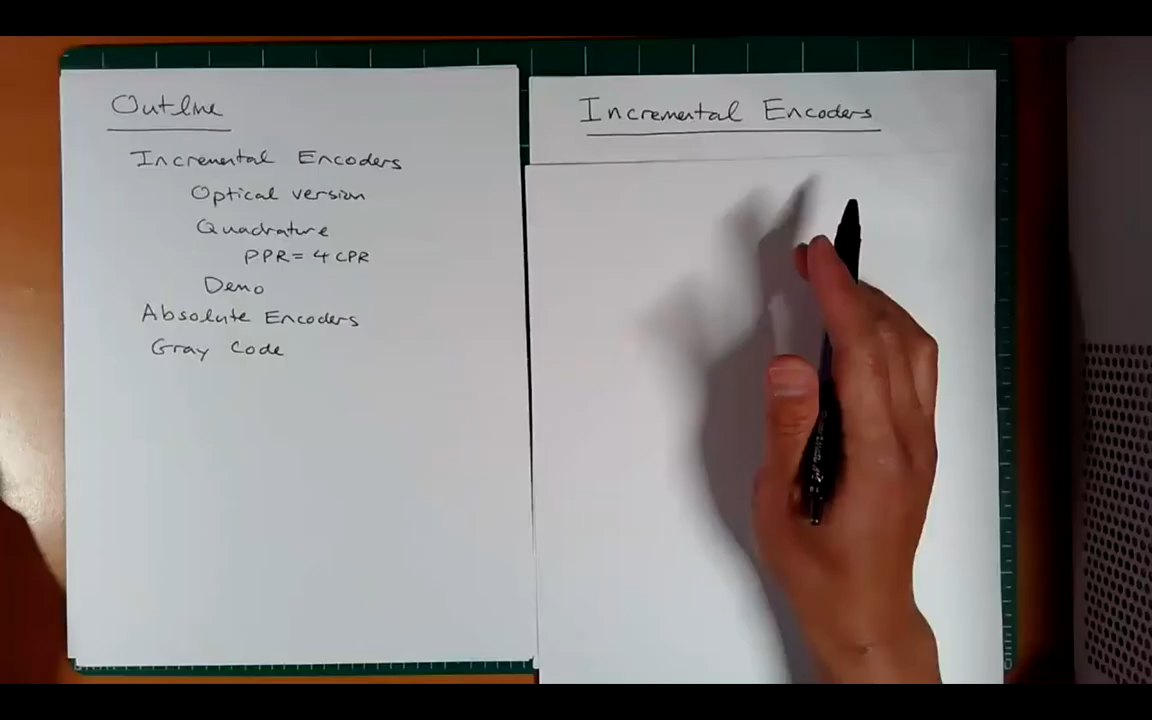 Outline
Incremental Encoders
Optical version
Quadrature
PPR = 4 CPR
Demo
Absolute Encoders
Gray Code
Incremental Encoders